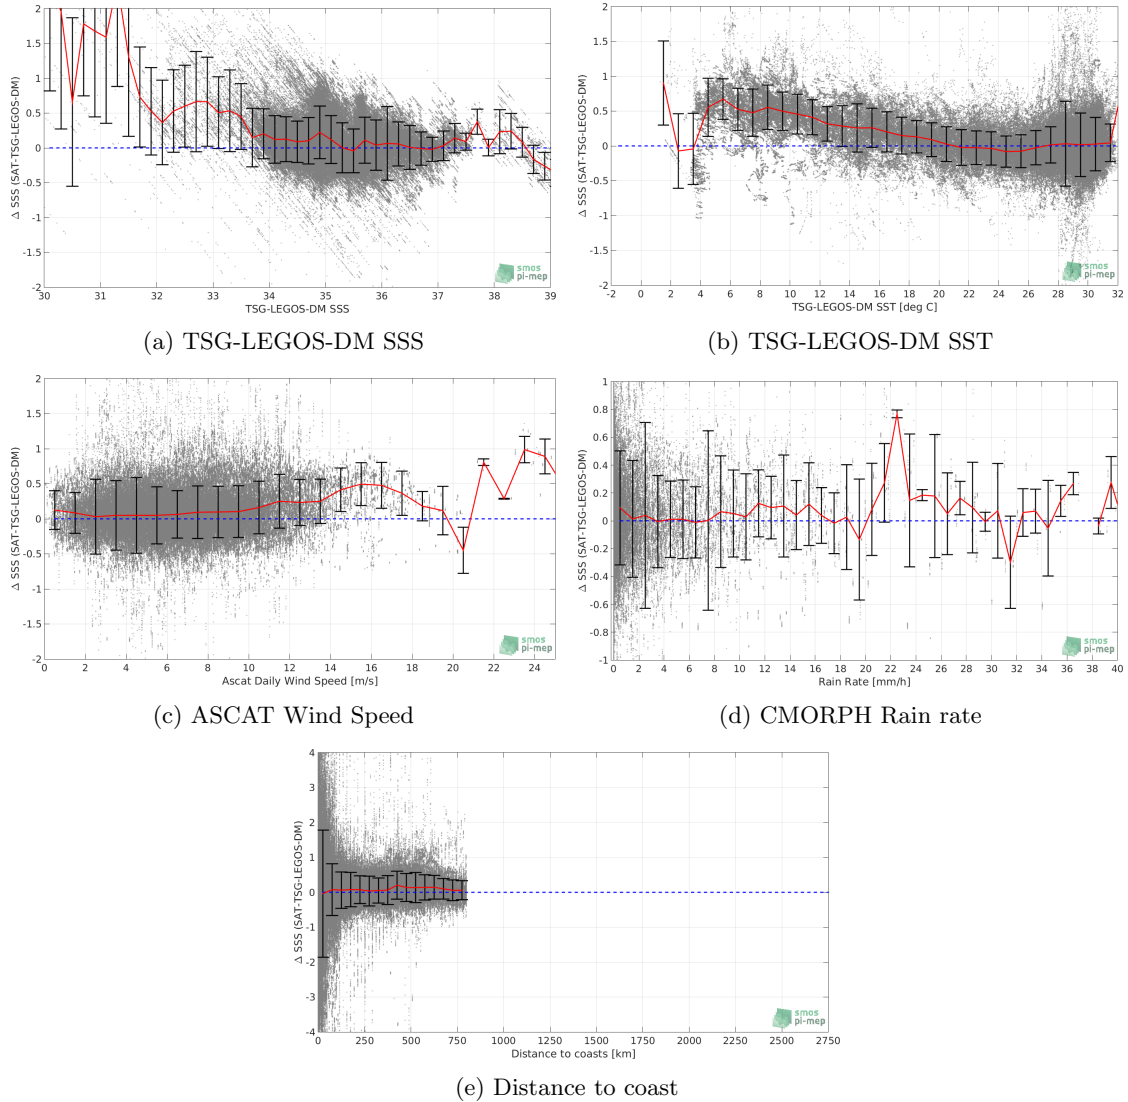 2
1.5
1
0.5
0
-0.5
-1
-1.5
-2
Δ SSS (SAT-TSG-LEGOS-DM)
30 31 32 33 34 35 36 37 38 39
TSG-LEGOS-DM SSS
smos
pi-mep
(a) TSG-LEGOS-DM SSS
2
1.5
1
0.5
0
-0.5
-1
-1.5
-2
Δ SSS (SAT-TSG-LEGOS-DM)
-2 0 2 4 6 8 10 12 14 16 18 20 22 24 26 28 30 32
TSG-LEGOS-DM SST [deg C]
smos
pi-mep
(b) TSG-LEGOS-DM SST
2
1.5
1
0.5
0
-0.5
-1
-1.5
-2
Δ SSS (SAT-TSG-LEGOS-DM)
0 2 4 6 8 10 12 14 16 18 20 22 24
Ascat Daily Wind Speed [m/s]
smos
pi-mep
(c) ASCAT Wind Speed
1
0.8
0.6
0.4
0.2
0
-0.2
-0.4
-0.6
-0.8
-1
Δ SSS (SAT-TSG-LEGOS-DM)
0 2 4 6 8 10 12 14 16 18 20 22 24 26 28 30 32 34 36 38 40
Rain Rate [mm/h]
smos
pi-mep
(d) CMORPH Rain rate
4
3
2
1
0
-1
-2
-3
-4
Δ SSS (SAT-TSG-LEGOS-DM)
0 250 500 750 1000 1250 1500 1750 2000 2250 2500 2750
Distance to coasts [km]
smos
pi-mep
(e) Distance to coast